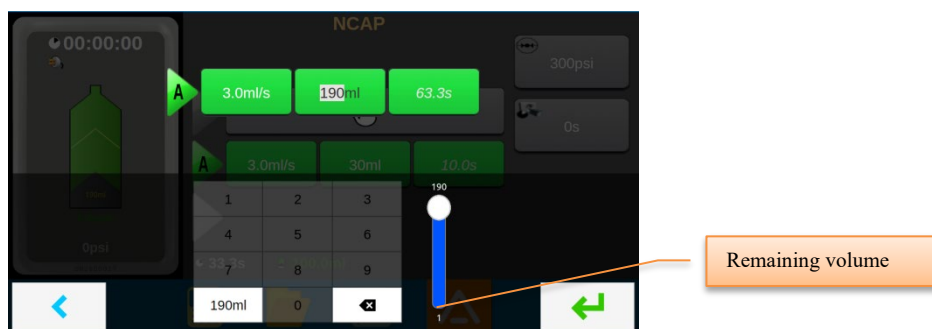 NCAP
00:00:00
300psi
A 3.0ml/s 190ml 63.3s
0s
A 3.0ml/s 30ml 10.0s
190
1 2 3
4 5 6
0psi
7 8 9
Remaining volume
190ml 0
1